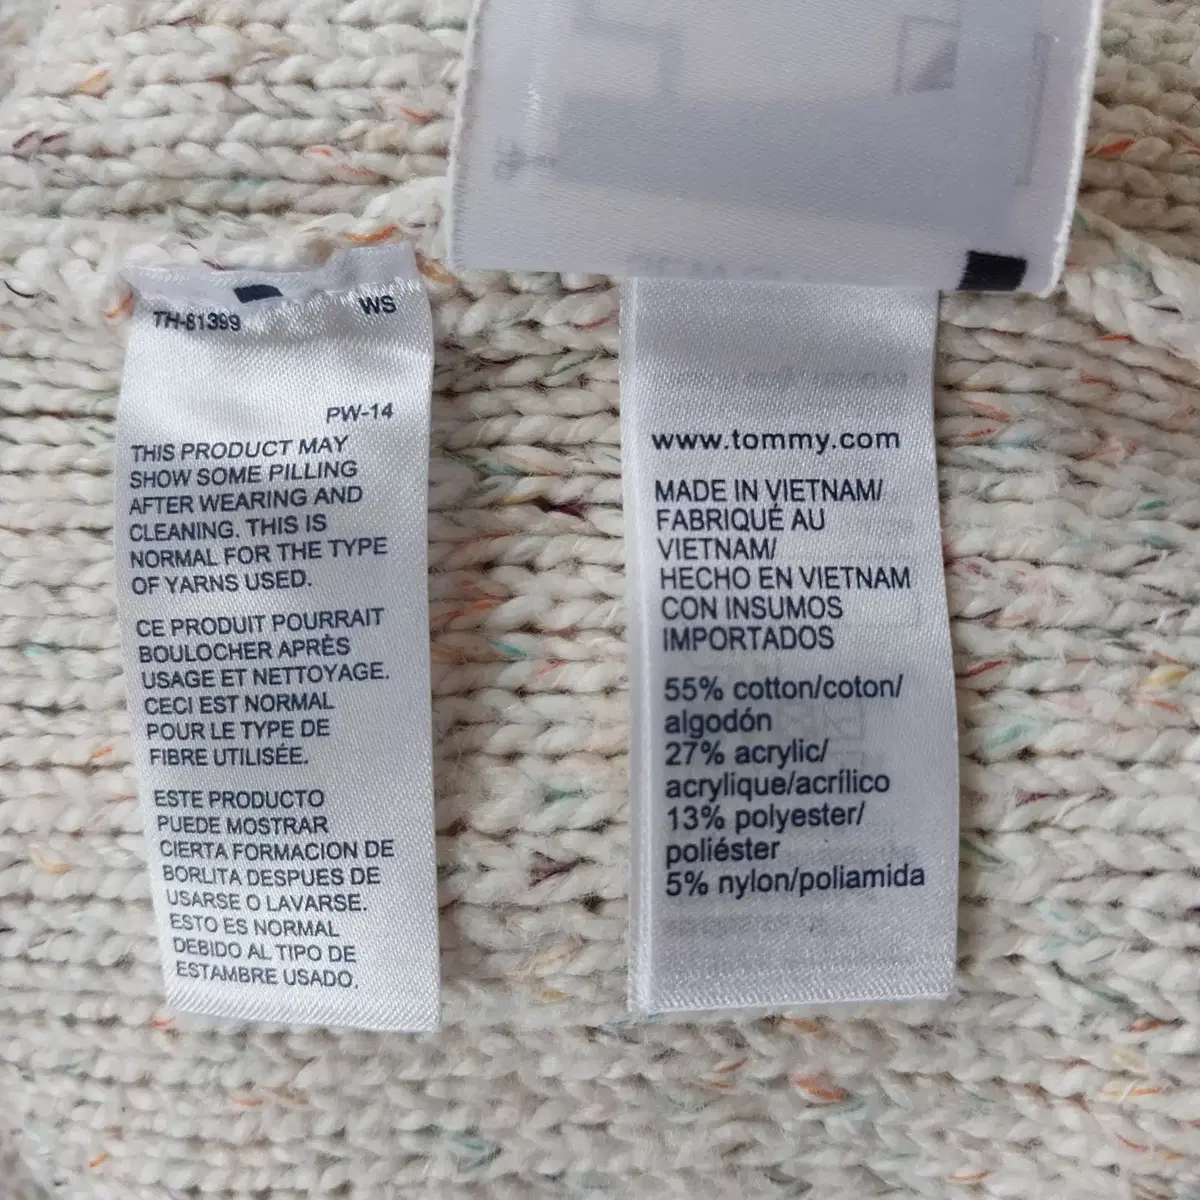 TH-81399
WS
PW-14
THIS PRODUCT MAY
SHOW SOME PILLING
AFTER WEARING AND
CLEANING. THIS IS
NORMAL FOR THE TYPE
OF YARNS USED.
CE PRODUIT POURRAIT
BOULOCHER APRÈS
USAGE ET NETTOYAGE.
CECI EST NORMAL
POUR LE TYPE DE
FIBRE UTILISÉE.
ESTE PRODUCTO
PUEDE MOSTRAR
CIERTA FORMACION DE
BORLITA DESPUES DE
USARSE O LAVARSE.
ESTO ES NORMAL
DEBIDO AL TIPO DE
ESTAMBRE USADO.
www.tommy.com
MADE IN VIETNAM/
FABRIQUÉ AU
VIETNAM/
HECHO EN VIETNAM
CON INSUMOS
IMPORTADOS
55% cotton/coton/
algodón
27% acrylic/
acrylique/acrílico
13% polyester/
poliéster
5% nylon/poliamida